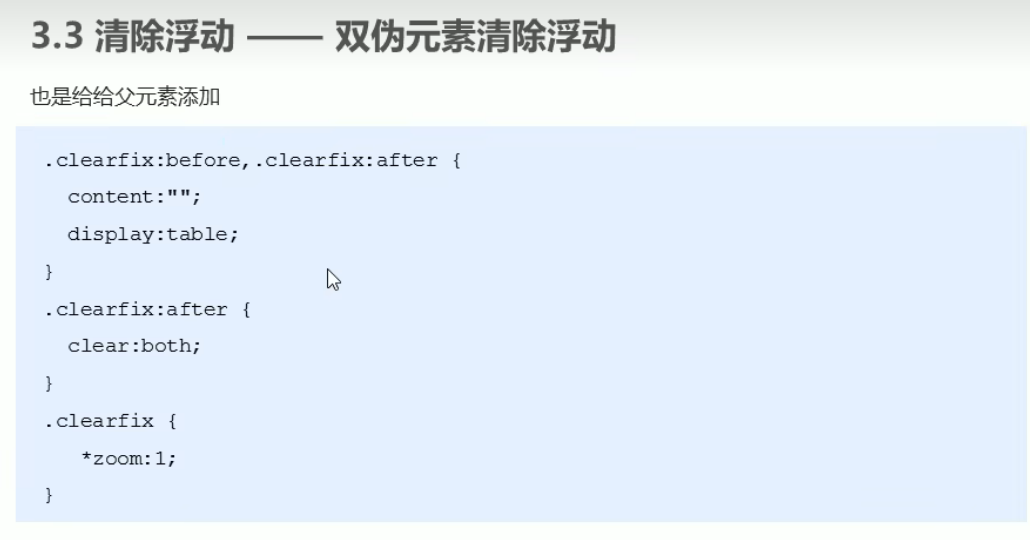 3.3 清除浮动 —— 双伪元素清除浮动
也是给给父元素添加
.clearfix:before,.clearfix:after {
content:"";
display:table;
}
.clearfix:after {
clear:both;
}
.clearfix {
*zoom:1;
}